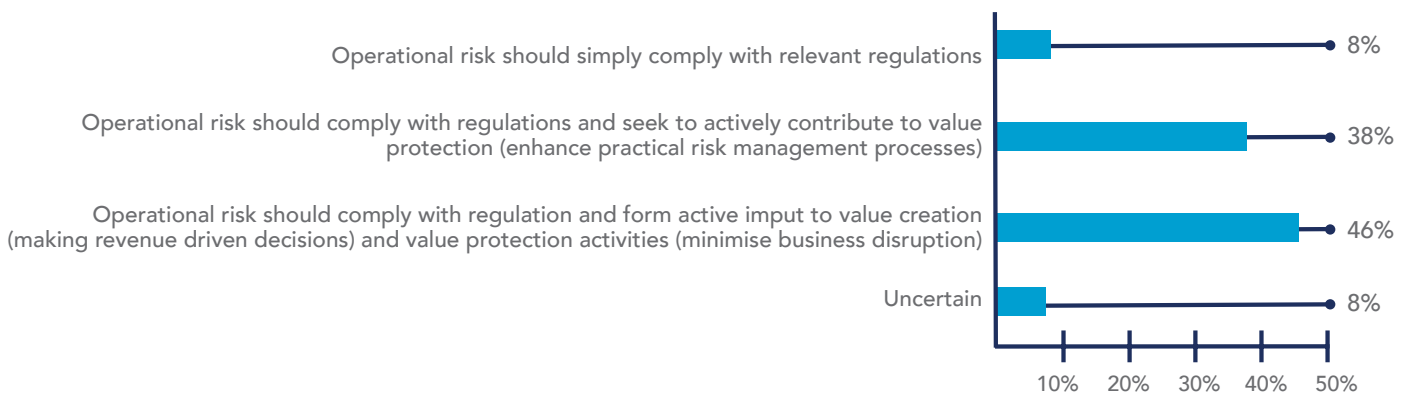 Operational risk should simply comply with relevant regulations
8%
Operational risk should comply with regulations and seek to actively contribute to value
protection (enhance practical risk management processes)
38%
Operational risk should comply with regulation and form active imput to value creation
(making revenue driven decisions) and value protection activities (minimise business disruption)
46%
Uncertain
8%
10% 20% 30% 40% 50%